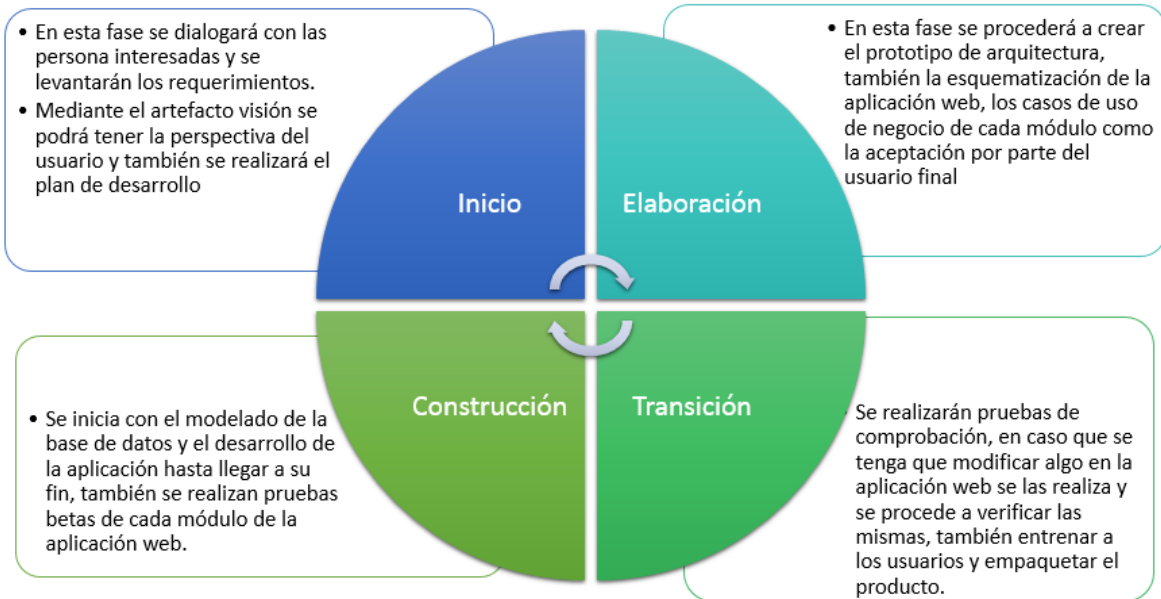 • En esta fase se dialogará con las
persona interesadas y se
levantarán los requerimientos.
• Mediante el artefacto visión se
podrá tener la perspectiva del
usuario y también se realizará el
plan de desarrollo
• En esta fase se procederá a crear
el prototipo de arquitectura,
también la esquematización de la
aplicación web, los casos de uso
de negocio de cada módulo como
la aceptación por parte del
usuario final
Inicio
Elaboración
Construcción
Transición
• Se inicia con el modelado de la
base de datos y el desarrollo de
la aplicación hasta llegar a su
fin, también se realizan pruebas
betas de cada módulo de la
aplicación web.
• Se realizarán pruebas de
comprobación, en caso que se
tenga que modificar algo en la
aplicación web se las realiza y
se procede a verificar las
mismas, también entrenar a
los usuarios y empaquetar el
producto.